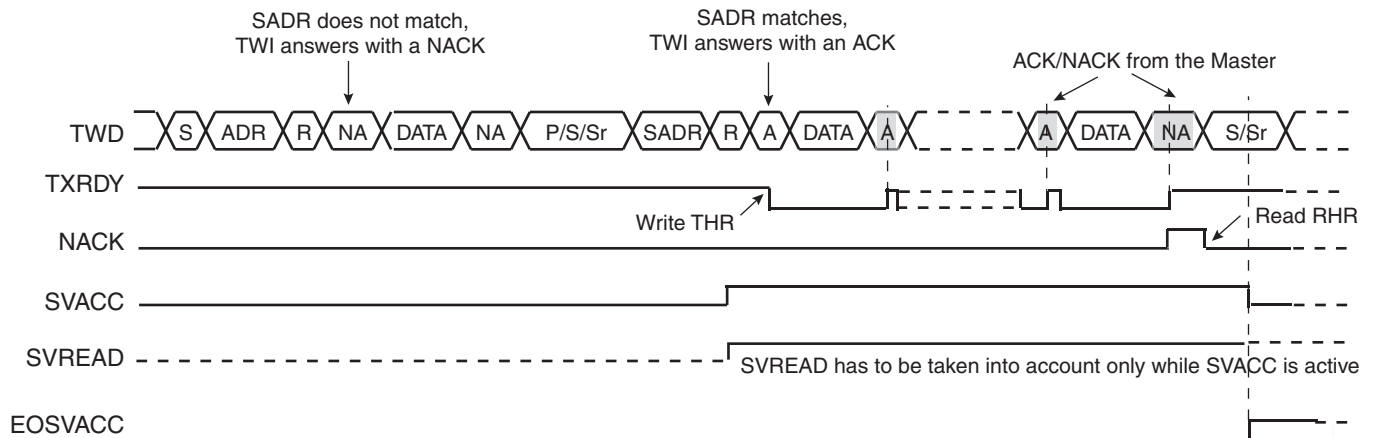 SADR does not match,
TWI answers with a NACK
SADR matches,
TWI answers with an ACK
ACK/NACK from the Master
TWD S ADR R NA DATA NA P/S/Sr SADR R A DATA A A DATA NA S/Sr
TXRDY
Write THR
Read RHR
NACK
SVACC
SVREAD
SVREAD has to be taken into account only while SVACC is active
EOSVACC